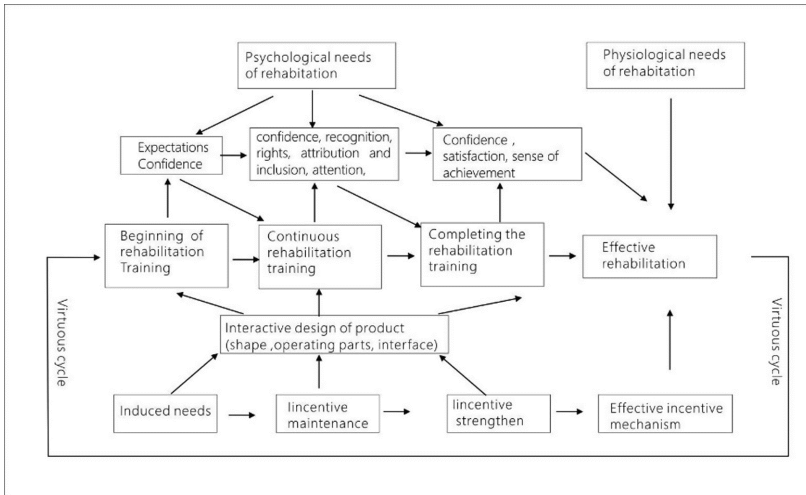 Psychological needs
of rehabitation
Physiological needs
of rehabitation
Expectations
Confidence
confidence, recognition,
rights, attribution and
inclusion, attention,
Confidence ,
satisfaction, sense of
achievement
Beginning of
rehabilitation
Training
Continuous
rehabilitation
training
Completing the
rehabilitation
training
Effective
rehabilitation
Virtuous cycle
Virtuous cycle
Interactive design of product
(shape ,operating parts, interface)
Induced needs
Iincentive
maintenance
Iincentive
strengthen
Effective incentive
mechanism